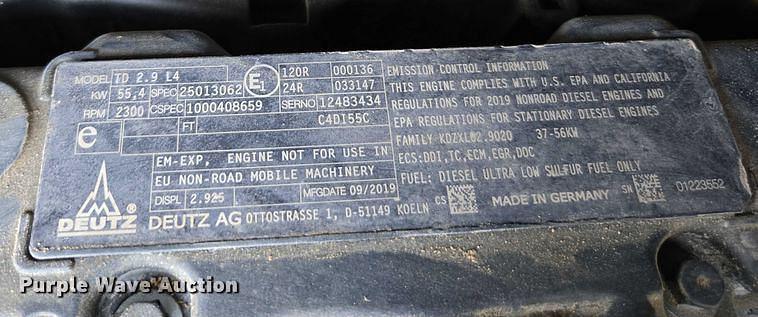 MODEL TD 2.9 L4
KW 55,4 SPEC 25013062
RPM 2300 CSPEC 1000408659
e FT
E1
120R 000136
24R 033147
SERNO 12483434
C4DI55C
EM-EXP, ENGINE NOT FOR USE IN
EU NON-ROAD MOBILE MACHINERY
DISPL 2.925 MFGDATE 09/2019
DEUTZ
DEUTZ AG OTTOSTRASSE 1, D-51149 KOELN
EMISSION CONTROL INFORMATION
THIS ENGINE COMPLIES WITH U.S. EPA AND CALIFORNIA
REGULATIONS FOR 2019 NONROAD DIESEL ENGINES AND
EPA REGULATIONS FOR STATIONARY DIESEL ENGINES
FAMILY KDZXL02.9020 37-56KW
ECS:DDI,TC,ECM,EGR,DOC
FUEL: DIESEL ULTRA LOW SULFUR FUEL ONLY
CS MADE IN GERMANY SN 01223552
Purple Wave Auction